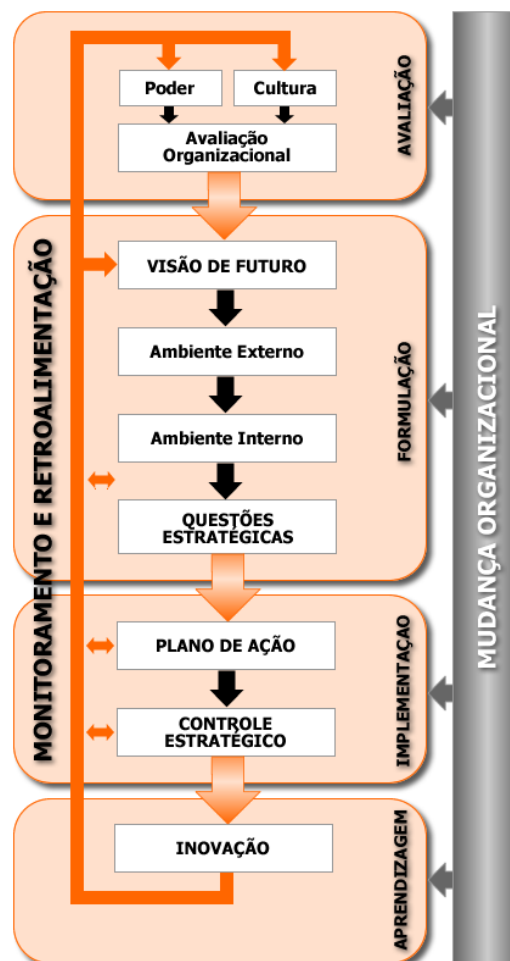 Poder
Cultura
Avaliação
Organizacional
AVALIAÇÃO
VISÃO DE FUTURO
Ambiente Externo
Ambiente Interno
QUESTÕES
ESTRATÉGICAS
FORMULAÇÃO
PLANO DE AÇÃO
CONTROLE
ESTRATÉGICO
IMPLEMENTAÇAO
INOVAÇÃO
APRENDIZAGEM
MONITORAMENTO E RETROALIMENTAÇÃO
MUDANÇA ORGANIZACIONAL